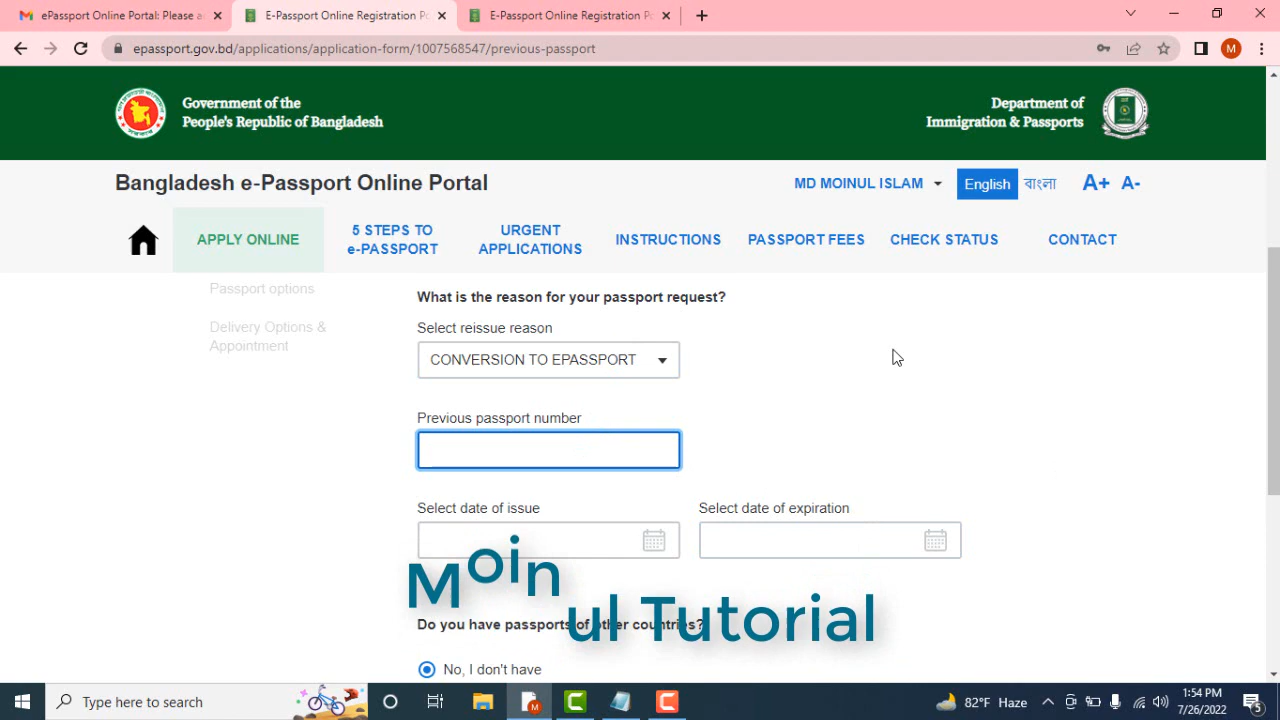 ePassport Online Portal: Please a
E-Passport Online Registration Po
E-Passport Online Registration Po
epassport.gov.bd/applications/application-form/1007568547/previous-passport
M
Government of the
People's Republic of Bangladesh
Department of
Immigration & Passports
Bangladesh e-Passport Online Portal
MD MOINUL ISLAM
English
বাংলা
A+
A-
APPLY ONLINE
5 STEPS TO
e-PASSPORT
URGENT
APPLICATIONS
INSTRUCTIONS
PASSPORT FEES
CHECK STATUS
CONTACT
Passport options
Delivery Options &
Appointment
What is the reason for your passport request?
Select reissue reason
CONVERSION TO EPASSPORT
Previous passport number
Select date of issue
Select date of expiration
Moinul Tutorial
Do you have passports of other countries?
No, I don't have
Type here to search
82°F Haze
1:54 PM
7/26/2022
5